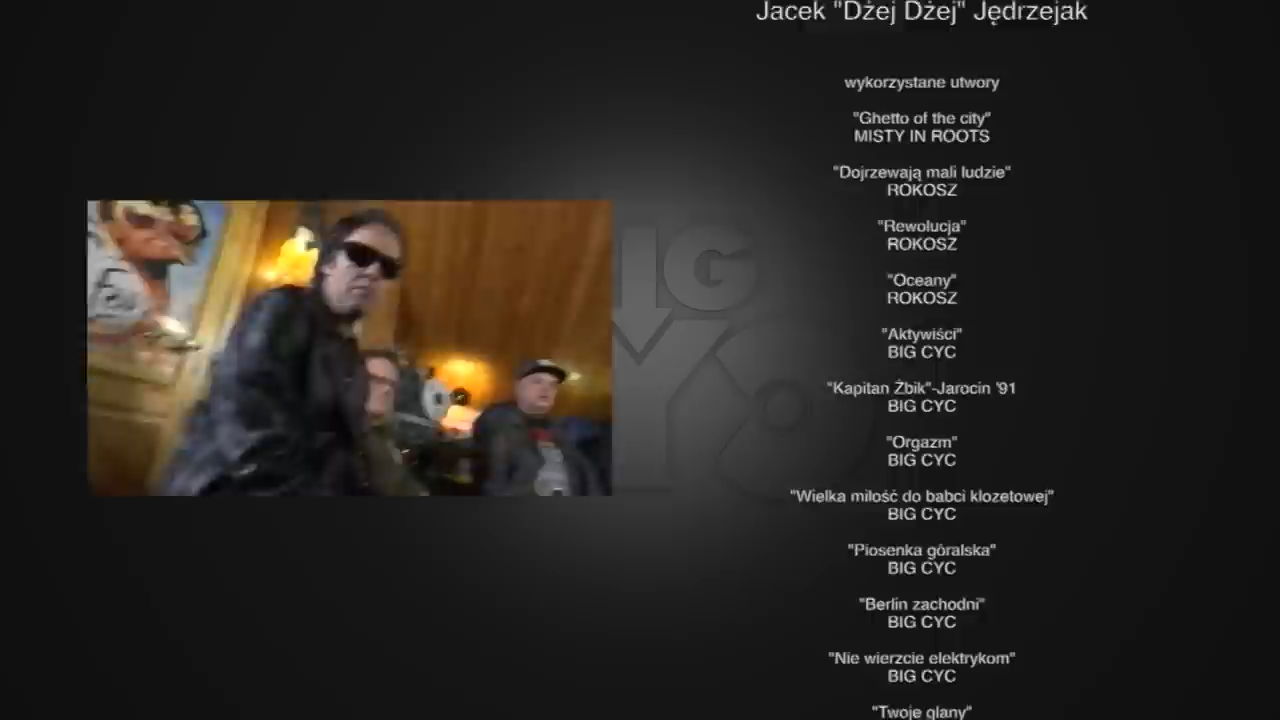 Jacek "Dżej Dżej" Jędrzejak
wykorzystane utwory
"Ghetto of the city"
MISTY IN ROOTS
"Dojrzewają mali ludzie"
ROKOSZ
"Rewolucja"
ROKOSZ
"Oceany"
ROKOSZ
"Aktywiści"
BIG CYC
"Kapitan Żbik"-Jarocin '91
BIG CYC
"Orgazm"
BIG CYC
"Wielka miłość do babci klozetowej"
BIG CYC
"Piosenka góralska"
BIG CYC
"Berlin zachodni"
BIG CYC
"Nie wierzcie elektrykom"
BIG CYC
"Twoje glany"
IG